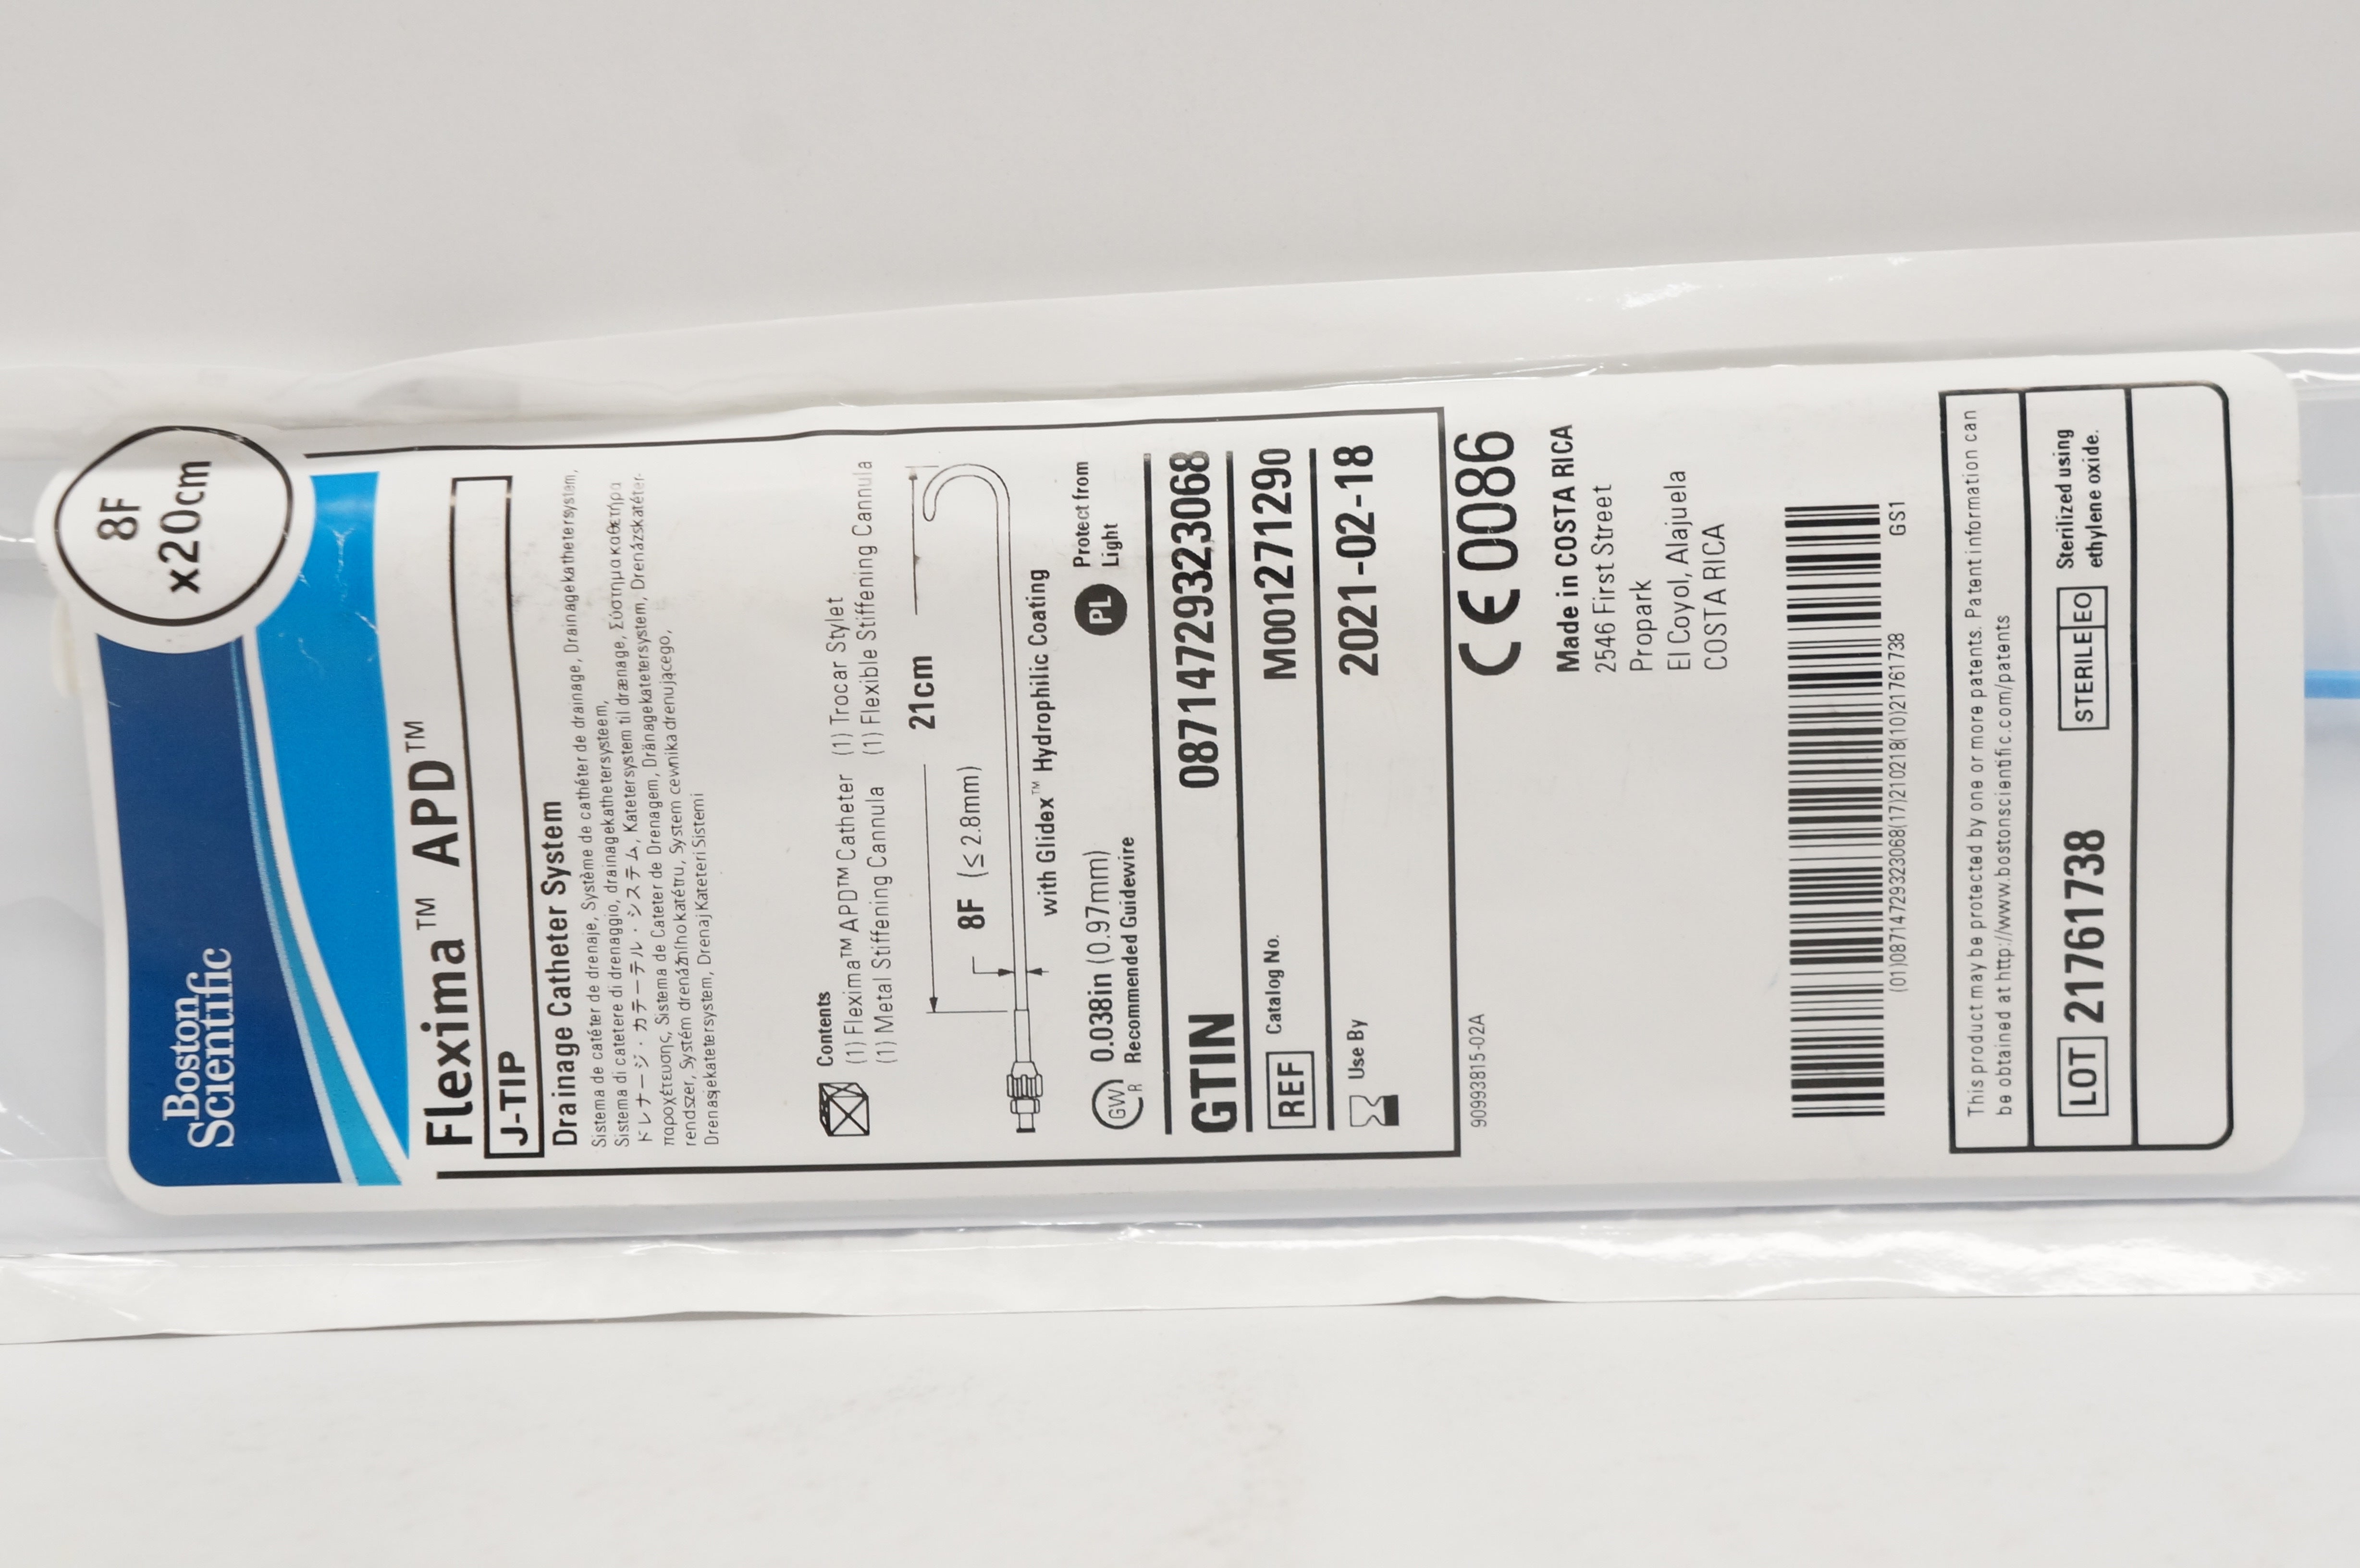 8F
x20cm
Boston
Scientific
Flexima™ APD™
J-TIP
Drainage Catheter System
Sistema de catéter de drenaje, Système de cathéter de drainage, Drainagekathetersystem,
Sistema di catetere di drenaggio, drainagekathetersysteem,
ドレナージ・カテーテル・システム, Katetersystem til drænage, Σύστημα καθετήρα
παροχέτευσης, Sistema de Cateter de Drenagem, Dränagekatetersystem, Drenázskatéter-
rendszer, Systém drenážního katétru, System cewnika drenującego,
Drenasjekatetersystem, Drenaj Kateteri Sistemi
Contents
(1) Flexima™ APD™ Catheter (1) Trocar Stylet
(1) Metal Stiffening Cannula (1) Flexible Stiffening Cannula
21cm
8F (≤ 2.8mm)
with Glidex™ Hydrophilic Coating
GW R 0.038in (0.97mm)
Recommended Guidewire
PL Protect from
Light
GTIN 08714729323068
REF Catalog No. M001271290
Use By 2021-02-18
90993815-02A
CE 0086
Made in COSTA RICA
2546 First Street
Propark
El Coyol, Alajuela
COSTA RICA
(01)08714729323068(17)210218(10)21761738
GS1
This product may be protected by one or more patents. Patent information can
be obtained at http://www.bostonscientific.com/patents
LOT 21761738
STERILE EO Sterilized using
ethylene oxide.